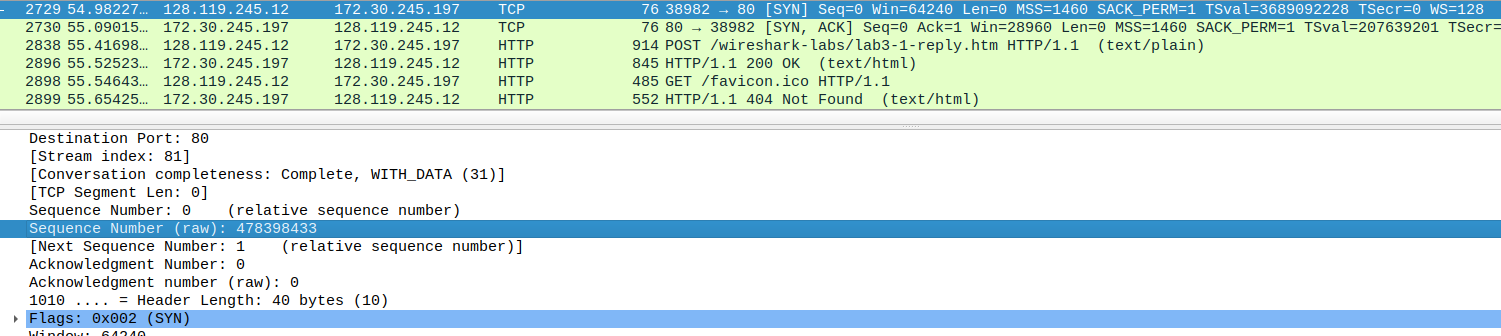 2729 54.98227… 128.119.245.12 172.30.245.197 TCP 76 38982 → 80 [SYN] Seq=0 Win=64240 Len=0 MSS=1460 SACK_PERM=1 TSval=3689092228 TSecr=0 WS=128
2730 55.09015… 172.30.245.197 128.119.245.12 TCP 76 80 → 38982 [SYN, ACK] Seq=0 Ack=1 Win=28960 Len=0 MSS=1460 SACK_PERM=1 TSval=207639201 TSecr=
2838 55.41698… 128.119.245.12 172.30.245.197 HTTP 914 POST /wireshark-labs/lab3-1-reply.htm HTTP/1.1 (text/plain)
2896 55.52523… 172.30.245.197 128.119.245.12 HTTP 845 HTTP/1.1 200 OK (text/html)
2898 55.54643… 128.119.245.12 172.30.245.197 HTTP 485 GET /favicon.ico HTTP/1.1
2899 55.65425… 172.30.245.197 128.119.245.12 HTTP 552 HTTP/1.1 404 Not Found (text/html)
Destination Port: 80
[Stream index: 81]
[Conversation completeness: Complete, WITH_DATA (31)]
[TCP Segment Len: 0]
Sequence Number: 0 (relative sequence number)
Sequence Number (raw): 478398433
[Next Sequence Number: 1 (relative sequence number)]
Acknowledgment Number: 0
Acknowledgment number (raw): 0
1010 .... = Header Length: 40 bytes (10)
Flags: 0x002 (SYN)
Window: 64240